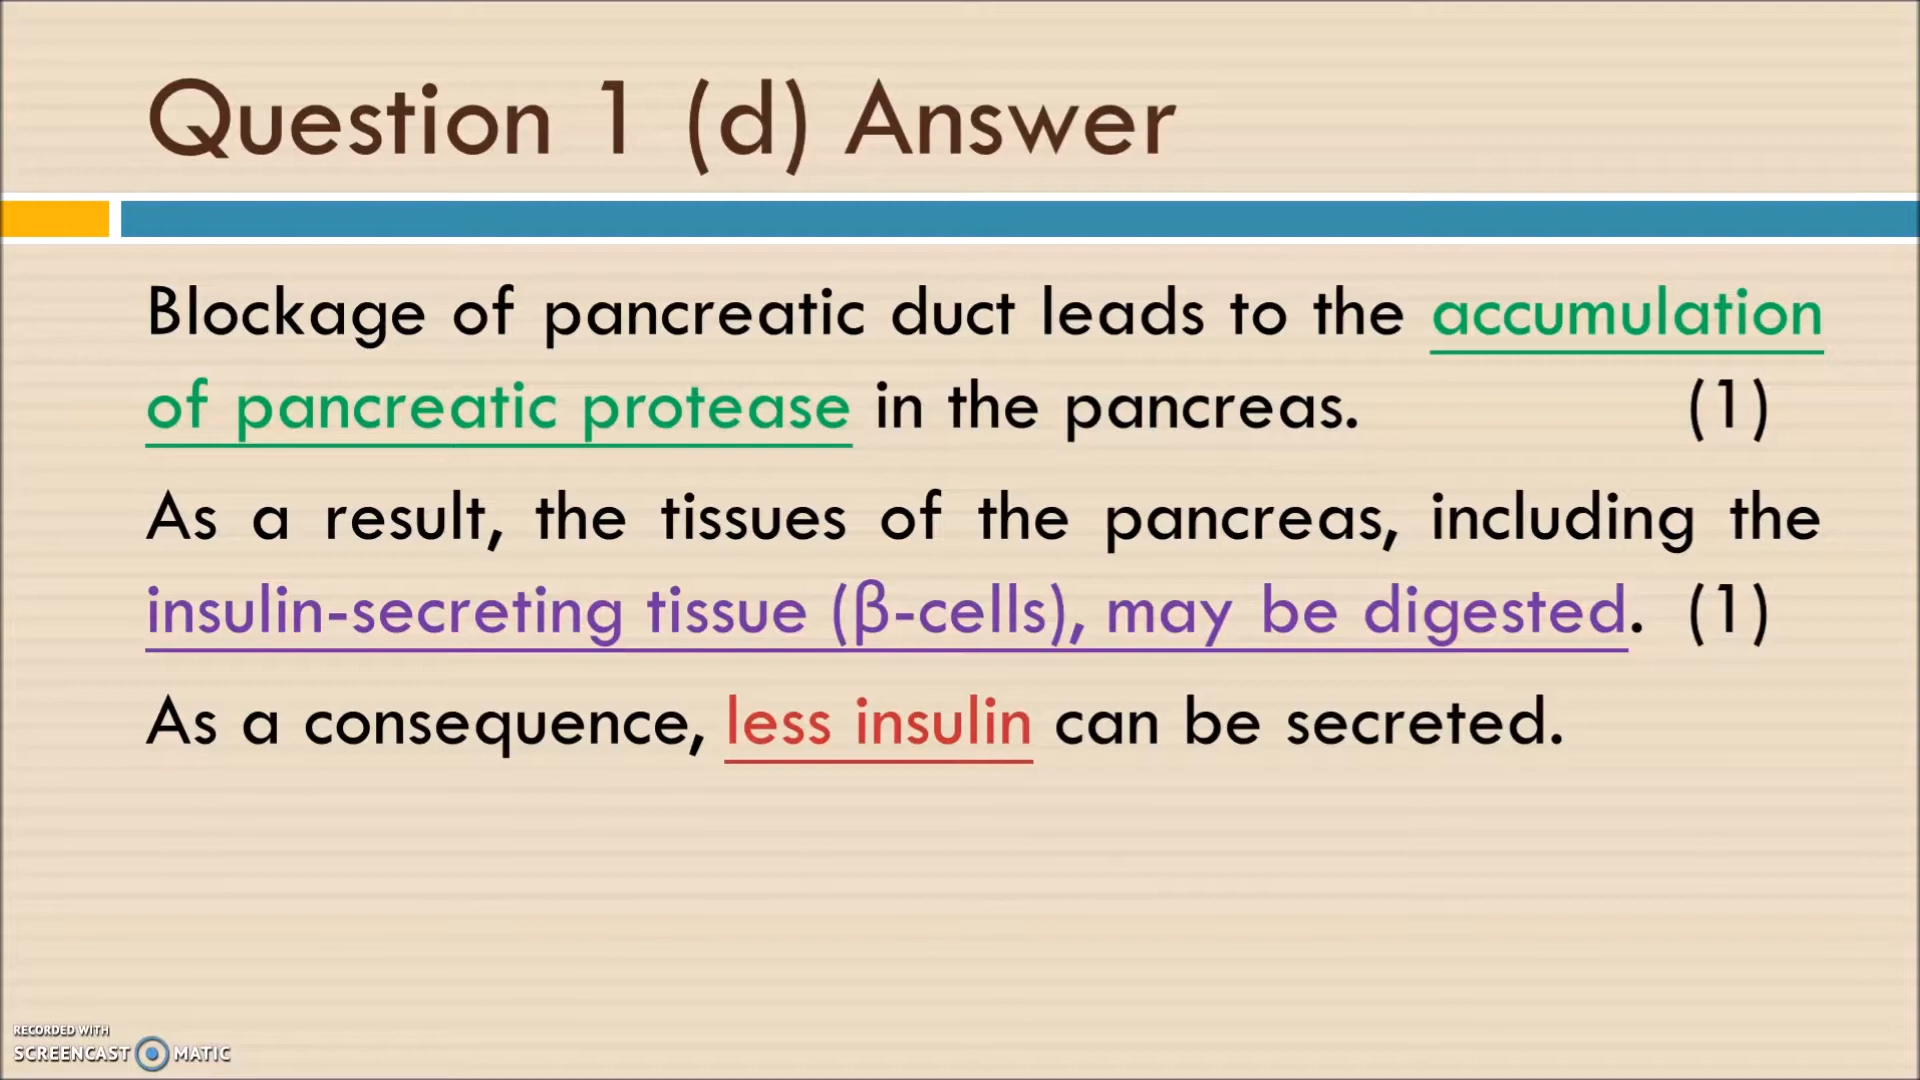 Question 1 (d) Answer
Blockage of pancreatic duct leads to the accumulation
of pancreatic protease in the pancreas. (1)
As a result, the tissues of the pancreas, including the
insulin-secreting tissue (β-cells), may be digested. (1)
As a consequence, less insulin can be secreted.
RECORDED WITH
SCREENCAST MATIC